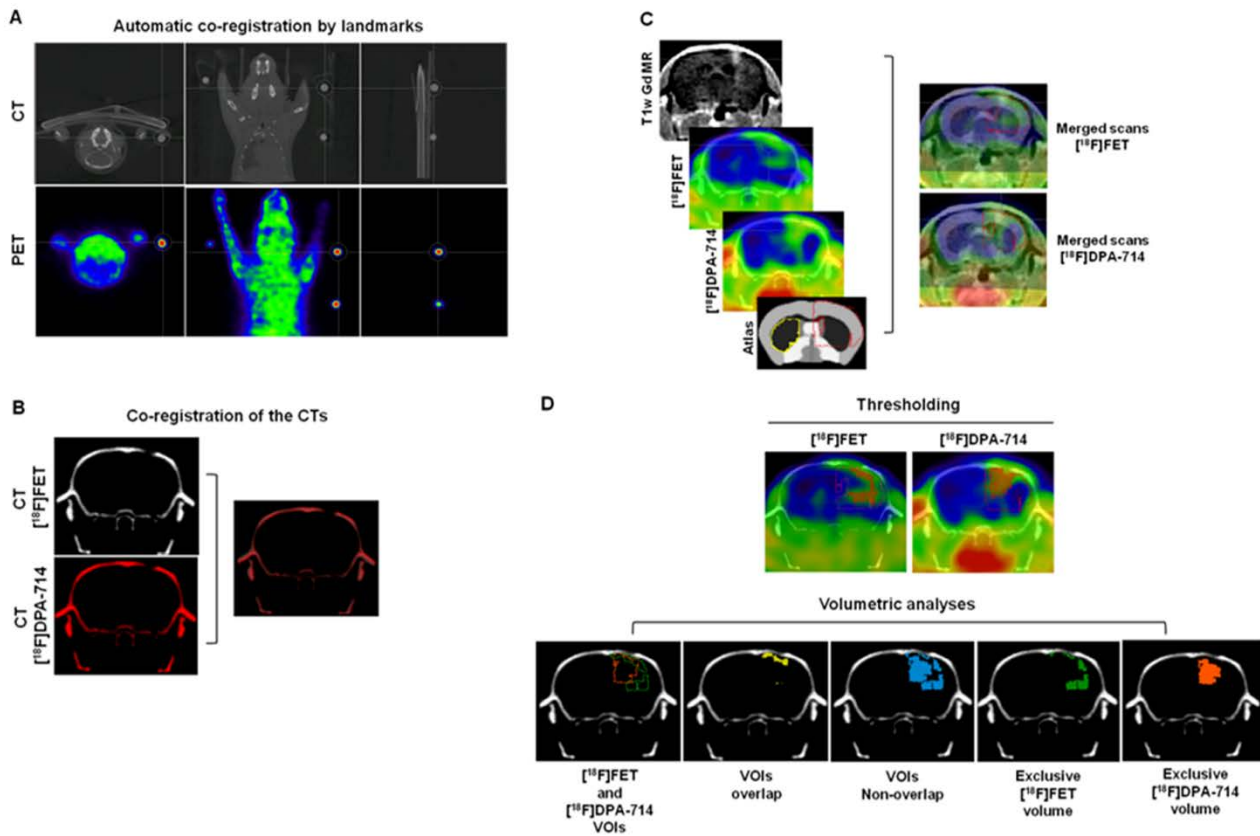 A
Automatic co-registration by landmarks
CT
PET
B
Co-registration of the CTs
CT
[¹⁸F]FET
CT
[¹⁸F]DPA-714
C
T1w Gd MR
[¹⁸F]FET
[¹⁸F]DPA-714
Atlas
Merged scans
[¹⁸F]FET
Merged scans
[¹⁸F]DPA-714
D
Thresholding
[¹⁸F]FET
[¹⁸F]DPA-714
Volumetric analyses
[¹⁸F]FET
and
[¹⁸F]DPA-714
VOIs
VOIs
overlap
VOIs
Non-overlap
Exclusive
[¹⁸F]FET
volume
Exclusive
[¹⁸F]DPA-714
volume